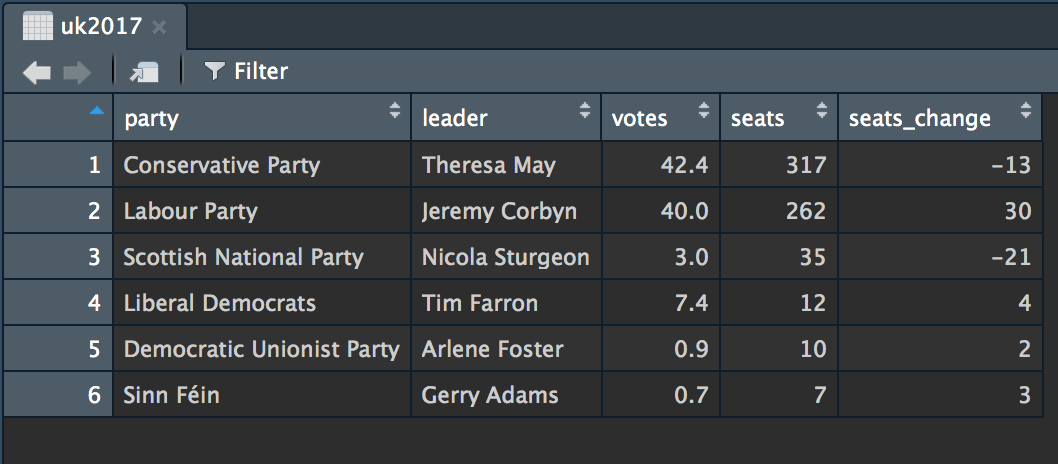 uk2017
Filter
party leader votes seats seats_change
1 Conservative Party Theresa May 42.4 317 -13
2 Labour Party Jeremy Corbyn 40.0 262 30
3 Scottish National Party Nicola Sturgeon 3.0 35 -21
4 Liberal Democrats Tim Farron 7.4 12 4
5 Democratic Unionist Party Arlene Foster 0.9 10 2
6 Sinn Féin Gerry Adams 0.7 7 3